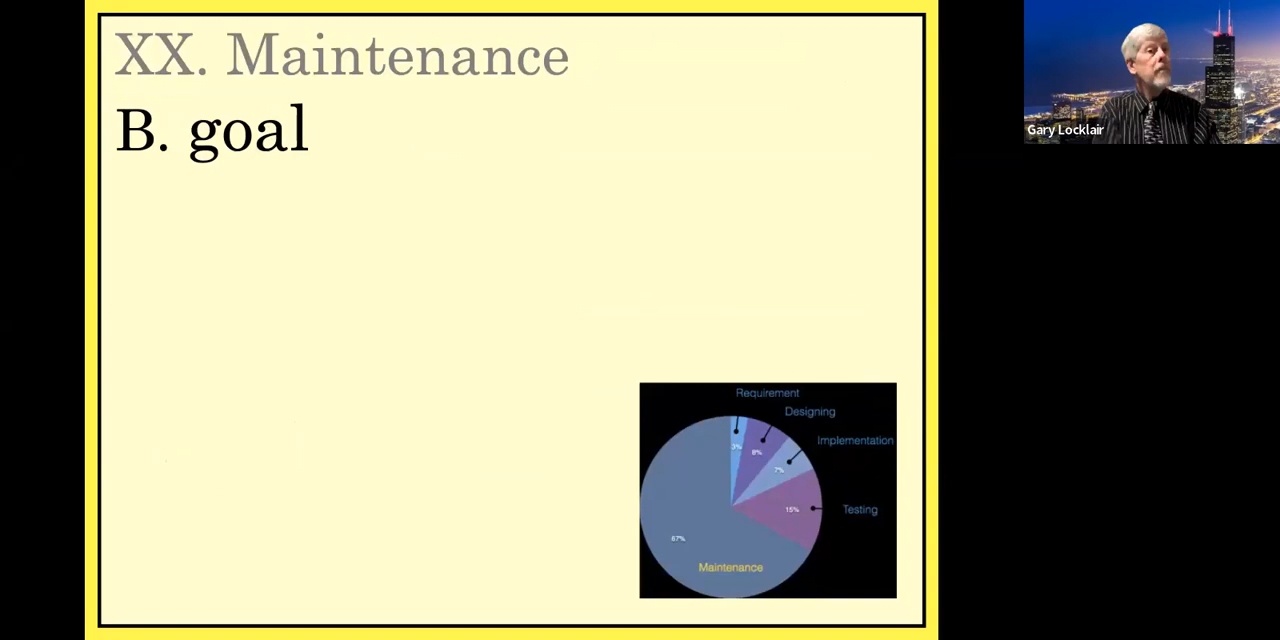 XX. Maintenance
B. goal
Gary Locklair
Requirement
Designing
Implementation
3%
8%
7%
15%
Testing
67%
Maintenance